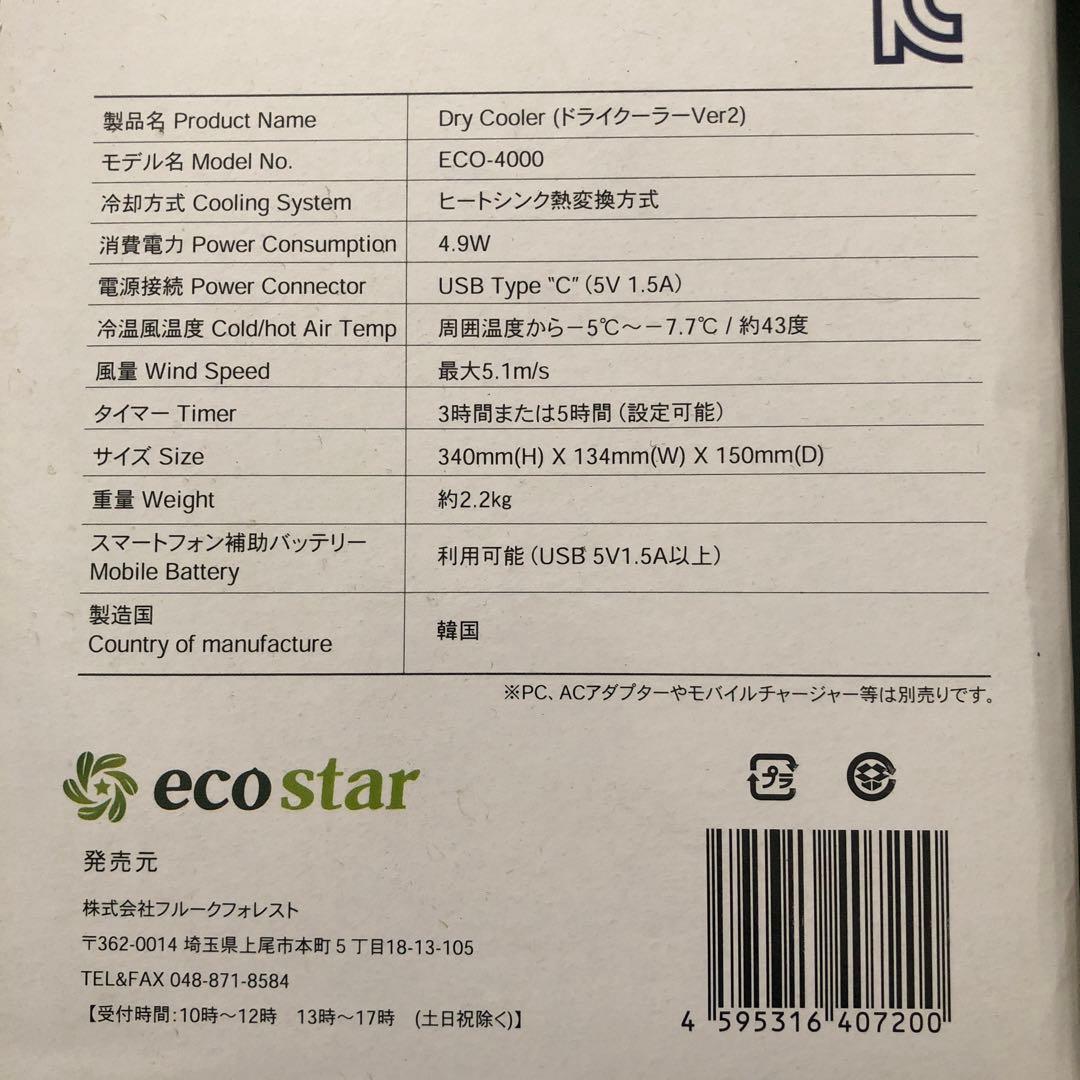 製品名 Product Name Dry Cooler (ドライクーラーVer2)
モデル名 Model No. ECO-4000
冷却方式 Cooling System ヒートシンク熱変換方式
消費電力 Power Consumption 4.9W
電源接続 Power Connector USB Type "C" (5V 1.5A)
冷温風温度 Cold/hot Air Temp 周囲温度から－5℃～－7.7℃ / 約43度
風量 Wind Speed 最大5.1m/s
タイマー Timer 3時間または5時間 (設定可能)
サイズ Size 340mm(H) X 134mm(W) X 150mm(D)
重量 Weight 約2.2kg
スマートフォン補助バッテリー
Mobile Battery 利用可能 (USB 5V1.5A以上)
製造国
Country of manufacture 韓国
※PC、ACアダプターやモバイルチャージャー等は別売りです。
eco star
プラ
発売元
株式会社フルークフォレスト
〒362-0014 埼玉県上尾市本町5丁目18-13-105
TEL&FAX 048-871-8584
【受付時間:10時～12時 13時～17時 (土日祝除く)】
4 595316 407200